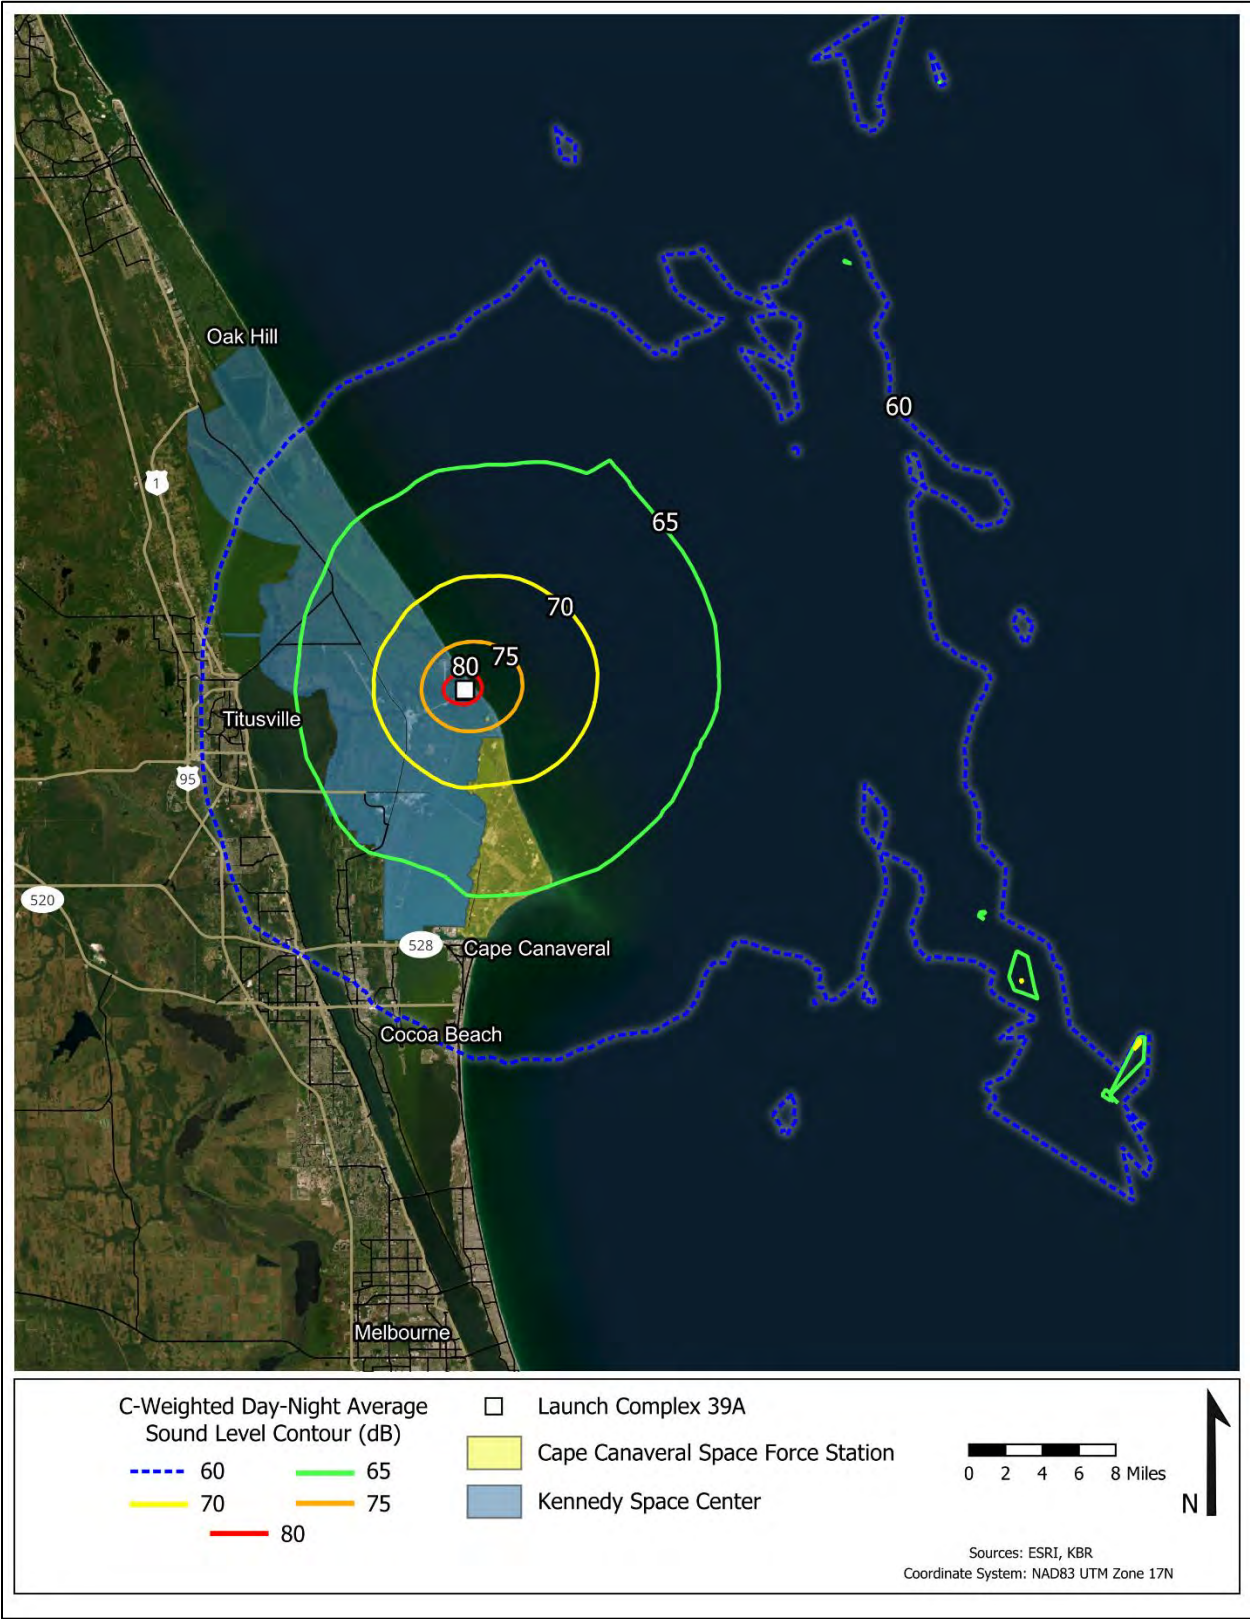 Oak Hill
60
1
65
70
75
80
Titusville
95
520
528
Cape Canaveral
Cocoa Beach
Melbourne
C-Weighted Day-Night Average
Sound Level Contour (dB)
60
65
70
75
80
Launch Complex 39A
Cape Canaveral Space Force Station
Kennedy Space Center
0 2 4 6 8 Miles
N
Sources: ESRI, KBR
Coordinate System: NAD83 UTM Zone 17N